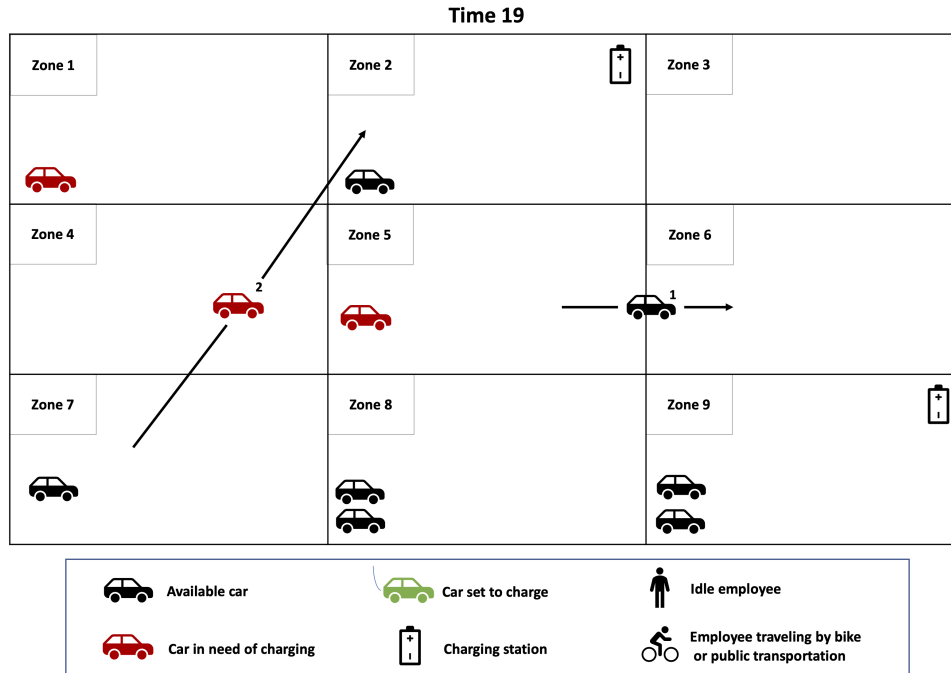 Time 19
Zone 1
Zone 2
+
-
Zone 3
Zone 4
2
Zone 5
Zone 6
1
Zone 7
Zone 8
Zone 9
+
-
Available car
Car set to charge
Idle employee
Car in need of charging
+
-
Charging station
Employee traveling by bike
or public transportation